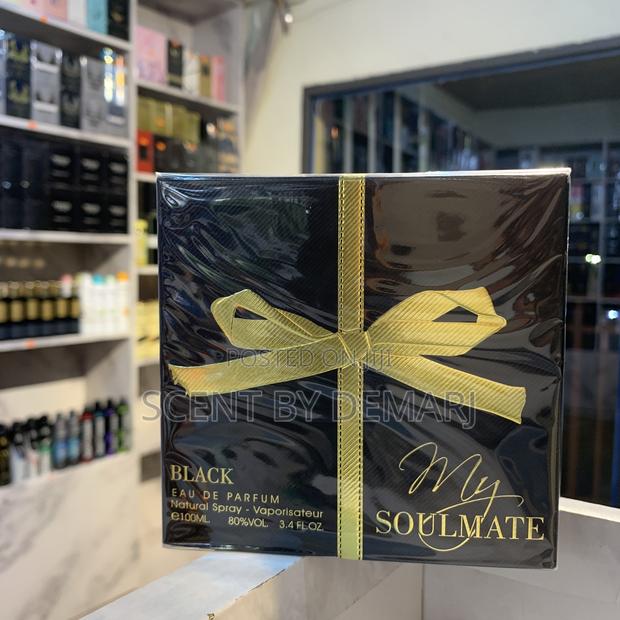 POSTED ON
SCENT BY DEMARJ
BLACK
EAU DE PARFUM
Natural Spray - Vaporisateur
℮100ML 80%VOL. 3.4 FL.OZ.
My
SOULMATE